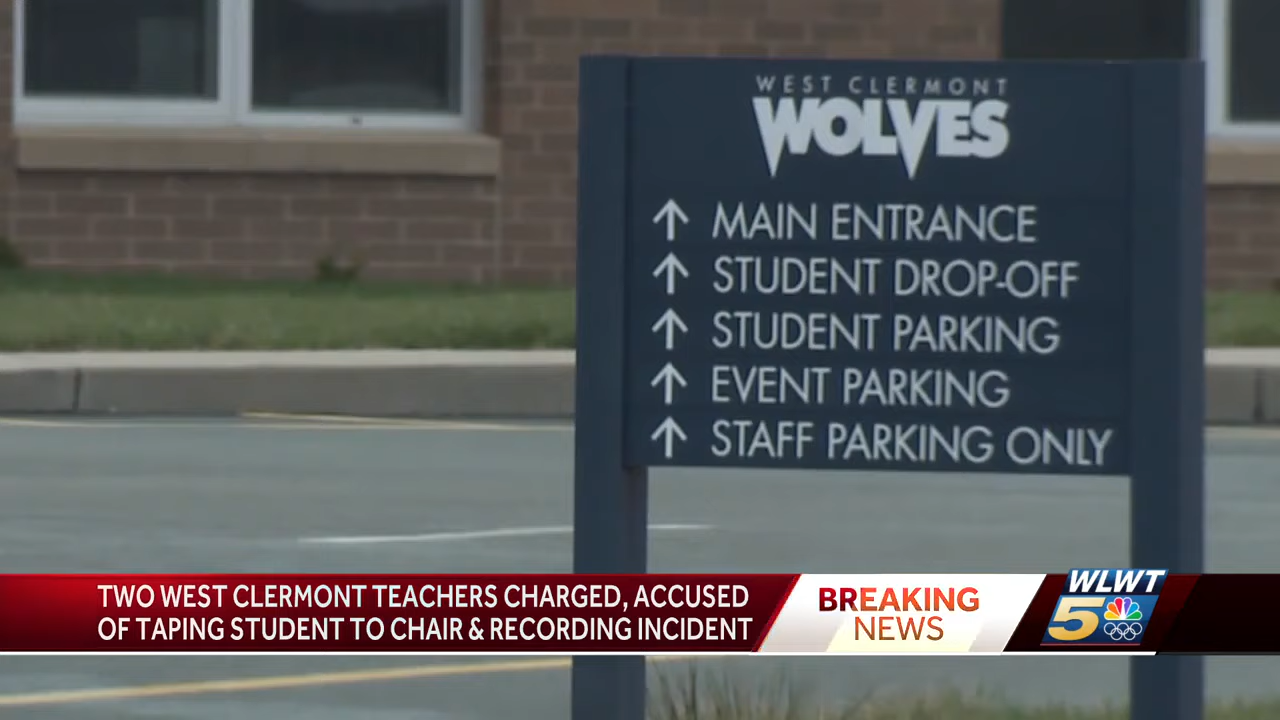 WEST CLERMONT
WOLVES
↑ MAIN ENTRANCE
↑ STUDENT DROP-OFF
↑ STUDENT PARKING
↑ EVENT PARKING
↑ STAFF PARKING ONLY
TWO WEST CLERMONT TEACHERS CHARGED, ACCUSED
OF TAPING STUDENT TO CHAIR & RECORDING INCIDENT
BREAKING
NEWS
WLWT
5